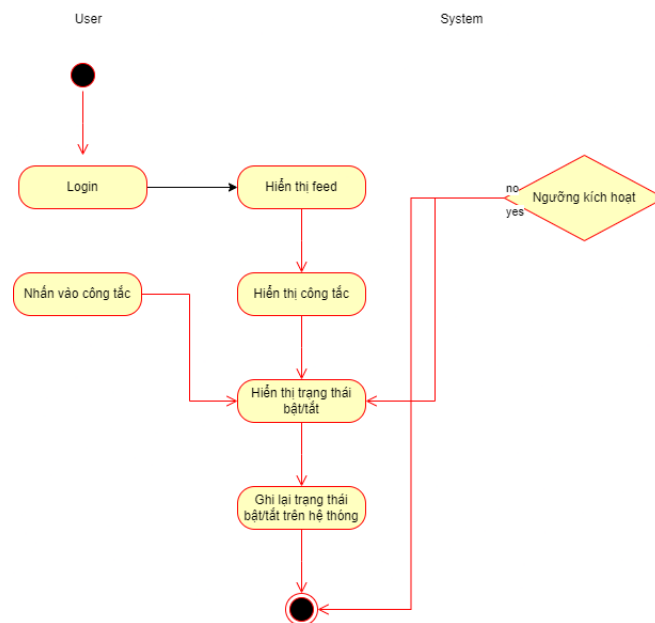 User
System
Login
Hiển thị feed
no
yes
Ngưỡng kích hoạt
Nhấn vào công tắc
Hiển thị công tắc
Hiển thị trạng thái
bật/tắt
Ghi lại trạng thái
bật/tắt trên hệ thóng